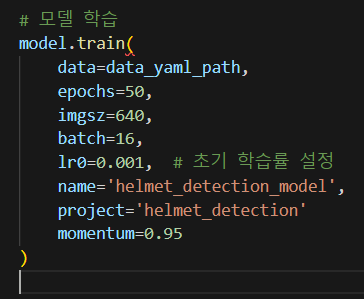 # 모델 학습
model.train(
    data=data_yaml_path,
    epochs=50,
    imgsz=640,
    batch=16,
    lr0=0.001,  # 초기 학습률 설정
    name='helmet_detection_model',
    project='helmet_detection'
    momentum=0.95
)